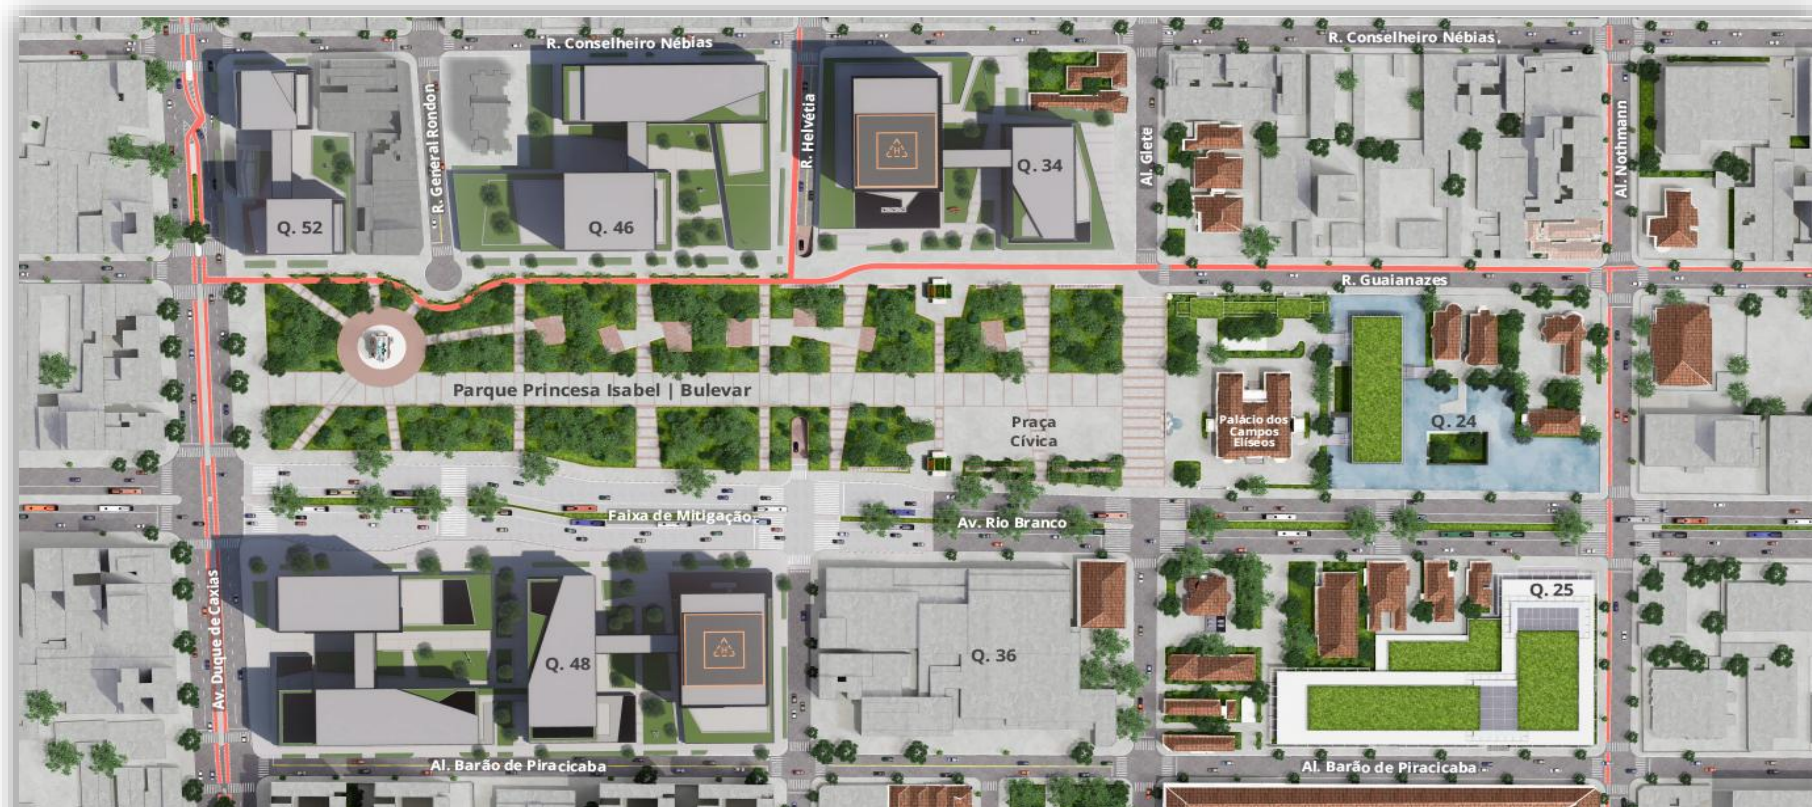 R. Conselheiro Nébias
R. Conselheiro Nébias
R. General Rondon
R. Helvétia
Al. Glete
Al. Nothmann
Q. 52
Q. 46
Q. 34
H
R. Guaianazes
Parque Princesa Isabel | Bulevar
Praça
Cívica
Palácio dos
Campos
Elíseos
Q. 24
Faixa de Mitigação
Av. Rio Branco
Av. Duque de Caxias
Q. 48
H
Q. 36
Q. 25
Al. Barão de Piracicaba
Al. Barão de Piracicaba